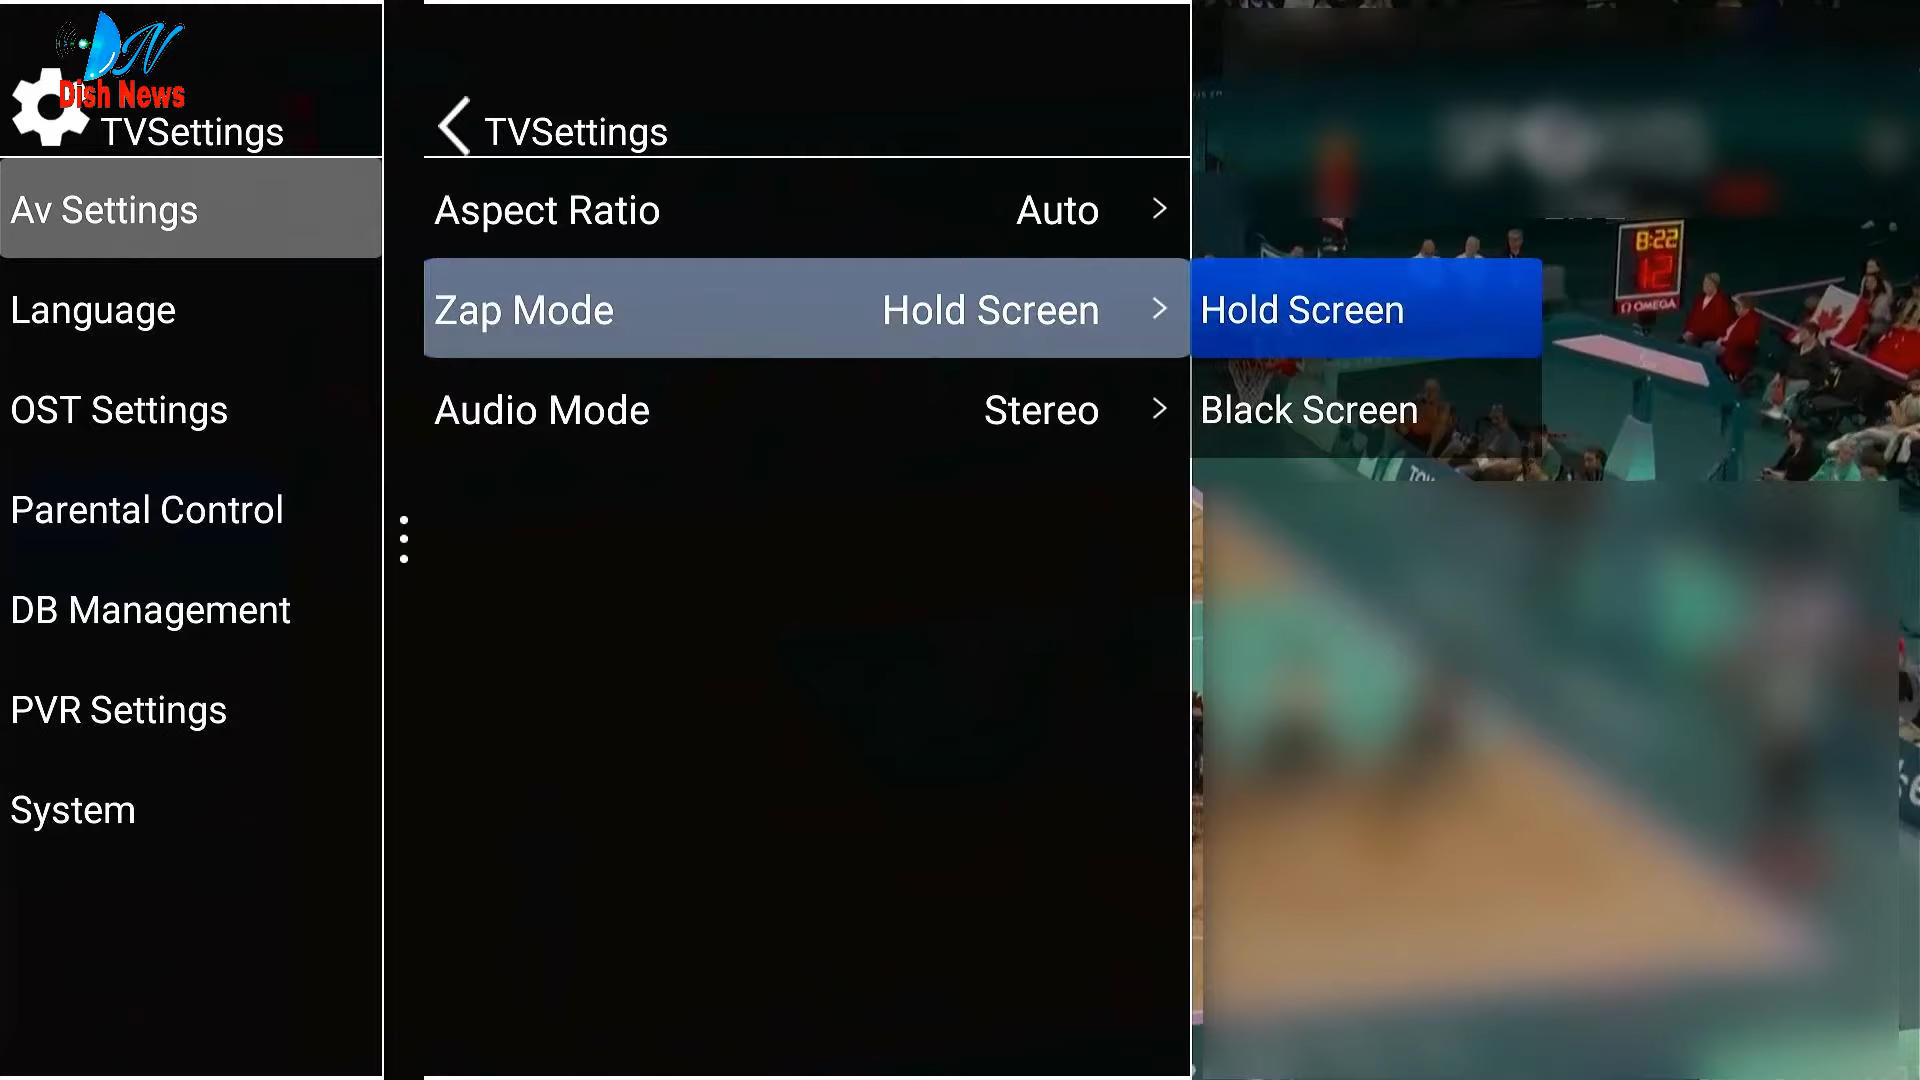 DN
Dish News
TVSettings
Av Settings
Language
OST Settings
Parental Control
DB Management
PVR Settings
System
TVSettings
Aspect Ratio Auto >
Zap Mode Hold Screen >
Audio Mode Stereo >
Hold Screen
Black Screen
8:22
12
Ω OMEGA